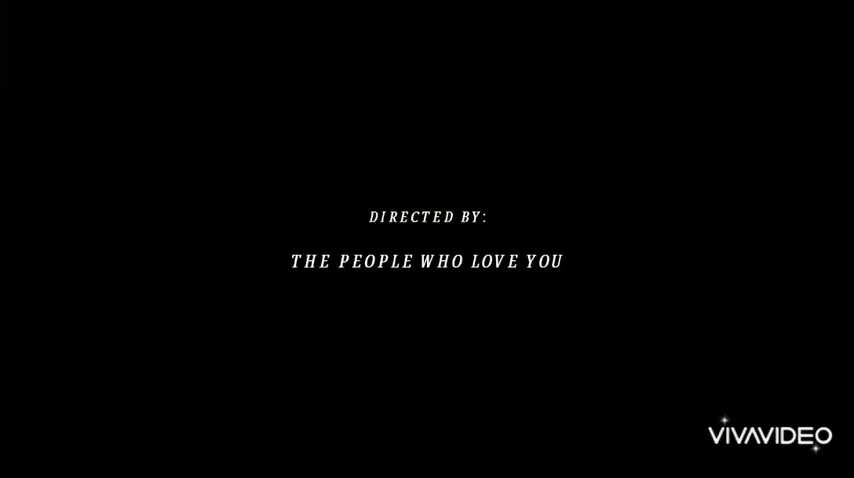 DIRECTED BY:
THE PEOPLE WHO LOVE YOU
VIVAVIDEO